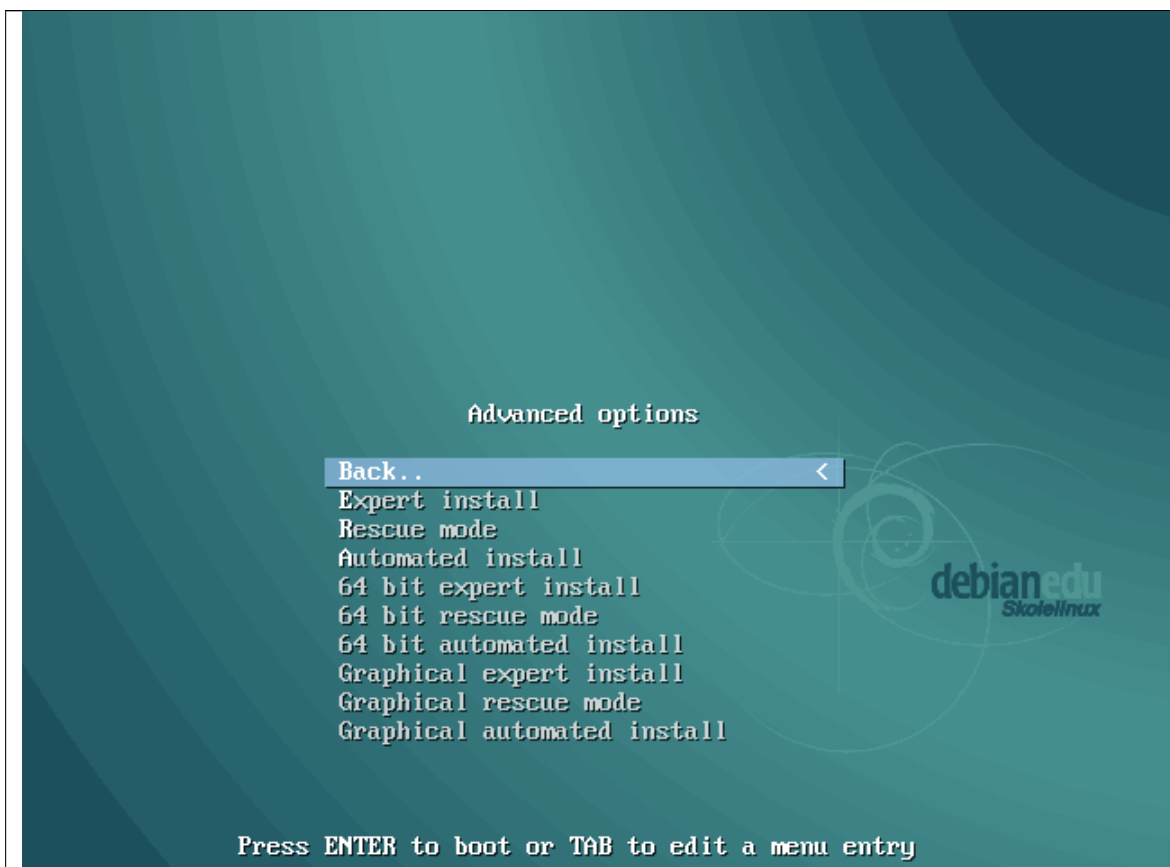 Advanced options
Back.. <
Expert install
Rescue mode
Automated install
64 bit expert install
64 bit rescue mode
64 bit automated install
Graphical expert install
Graphical rescue mode
Graphical automated install
debianedu
Skolelinux
Press ENTER to boot or TAB to edit a menu entry